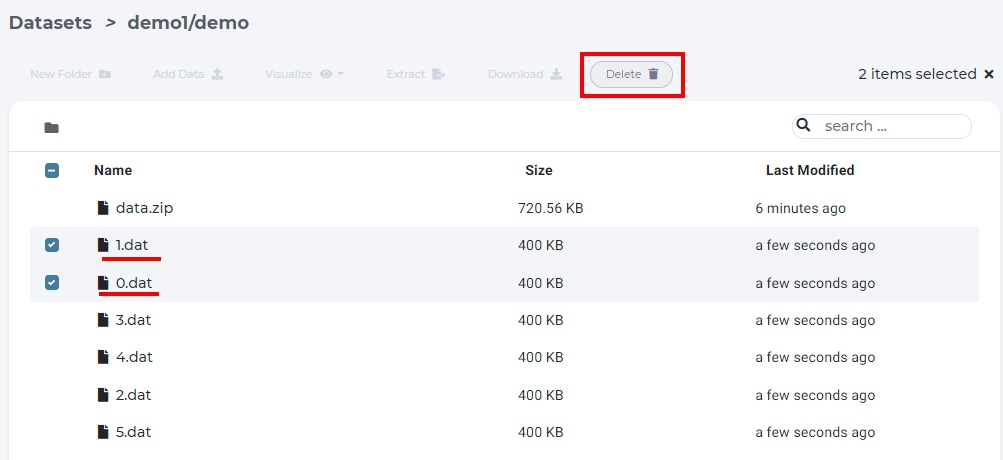 Datasets > demo1/demo
New Folder Add Data Visualize Extract Download Delete 2 items selected ×
search ...
Name Size Last Modified
data.zip 720.56 KB 6 minutes ago
1.dat 400 KB a few seconds ago
0.dat 400 KB a few seconds ago
3.dat 400 KB a few seconds ago
4.dat 400 KB a few seconds ago
2.dat 400 KB a few seconds ago
5.dat 400 KB a few seconds ago